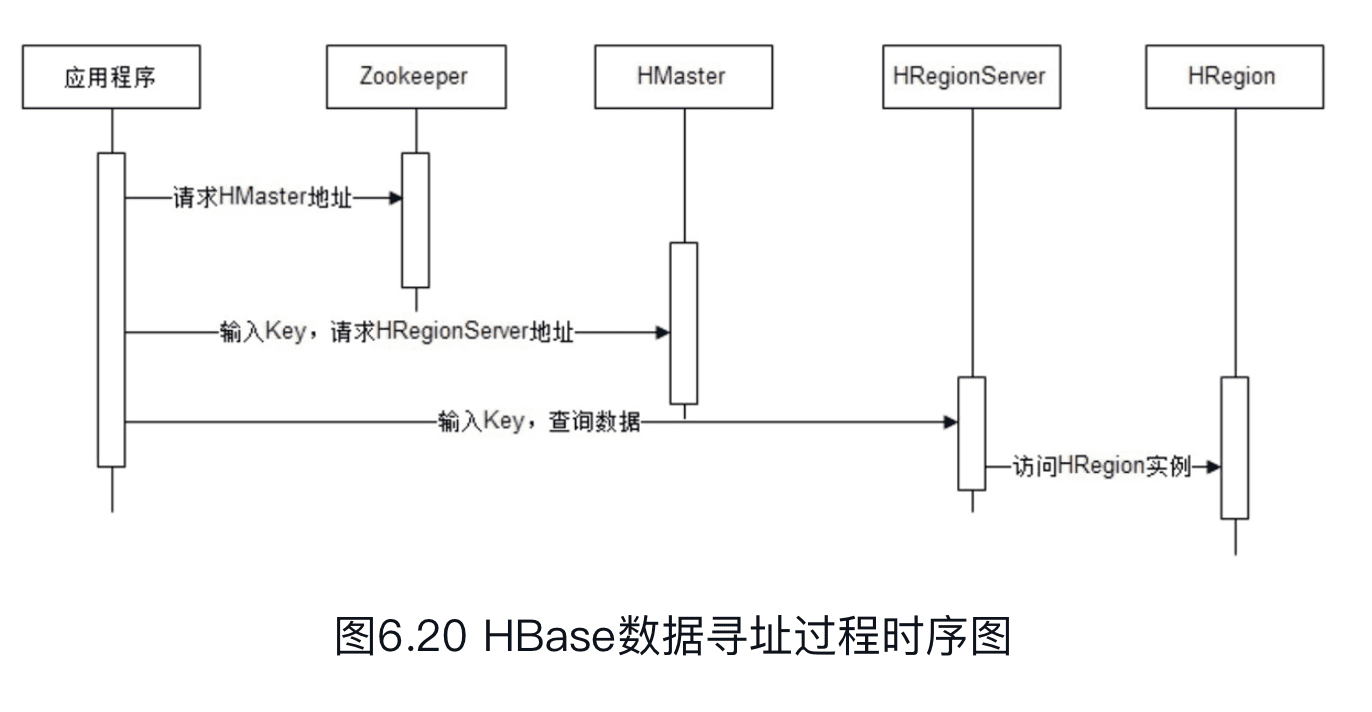 应用程序
Zookeeper
HMaster
HRegionServer
HRegion
请求HMaster地址
输入Key，请求HRegionServer地址
输入Key，查询数据
访问HRegion实例
图6.20 HBase数据寻址过程时序图